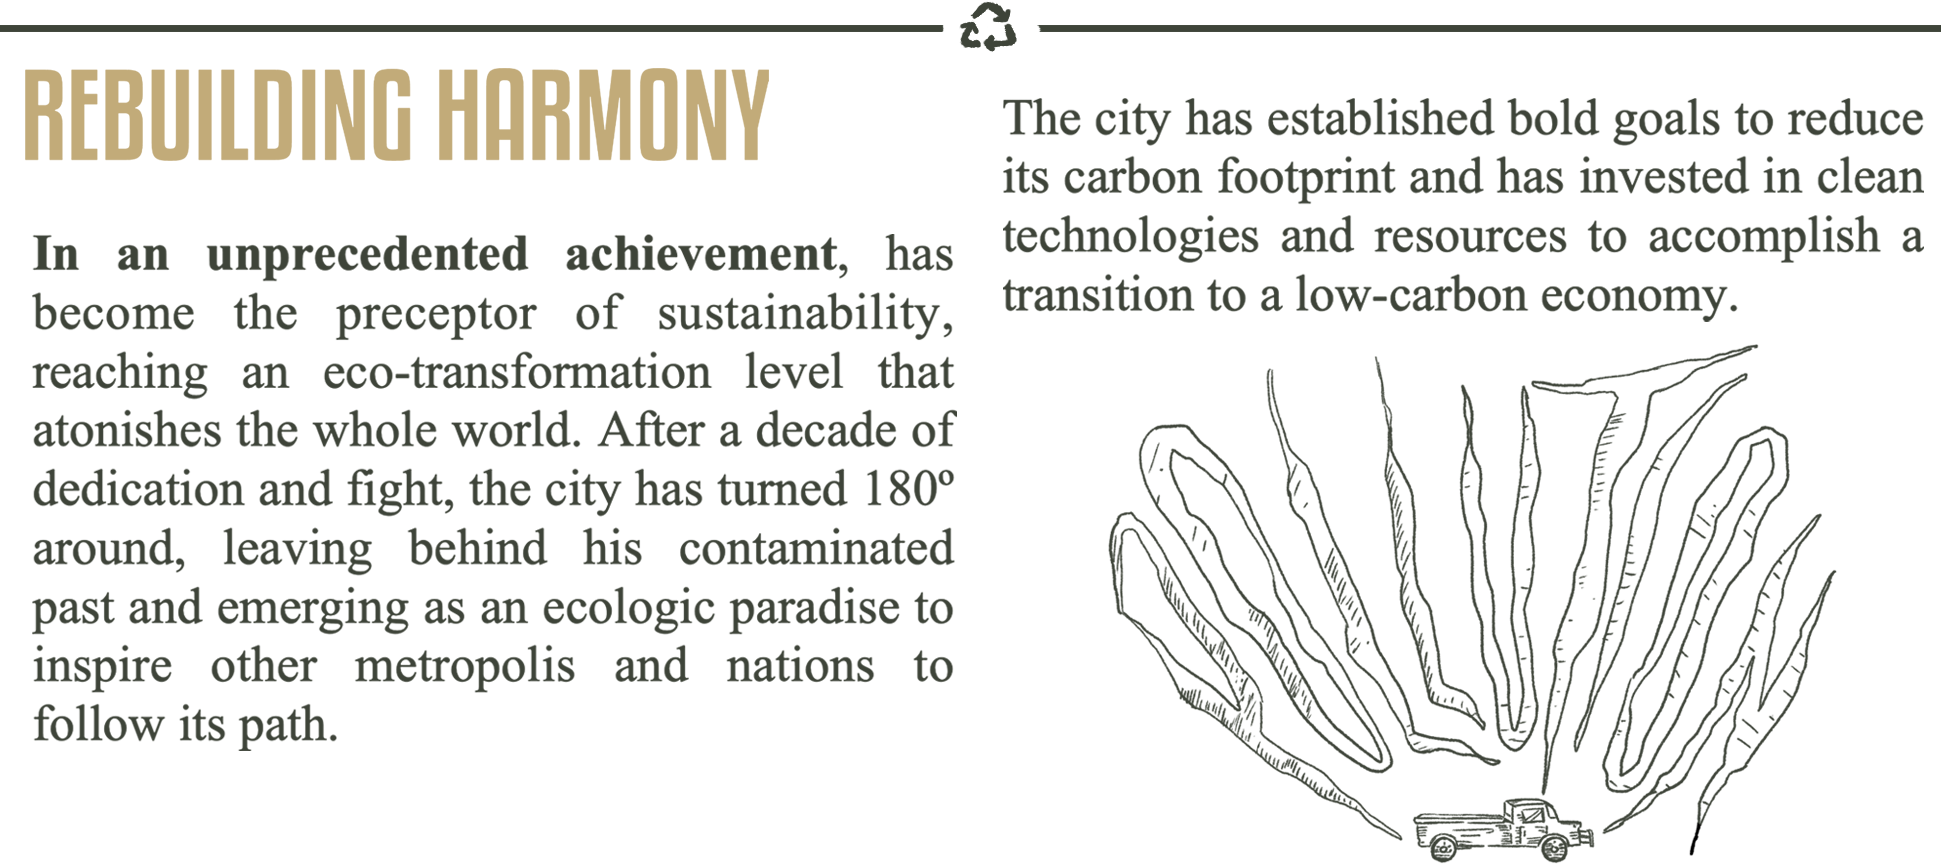 REBUILDING HARMONY
In an unprecedented achievement, has
become the preceptor of sustainability,
reaching an eco-transformation level that
atonishes the whole world. After a decade of
dedication and fight, the city has turned 180º
around, leaving behind his contaminated
past and emerging as an ecologic paradise to
inspire other metropolis and nations to
follow its path.
The city has established bold goals to reduce
its carbon footprint and has invested in clean
technologies and resources to accomplish a
transition to a low-carbon economy.